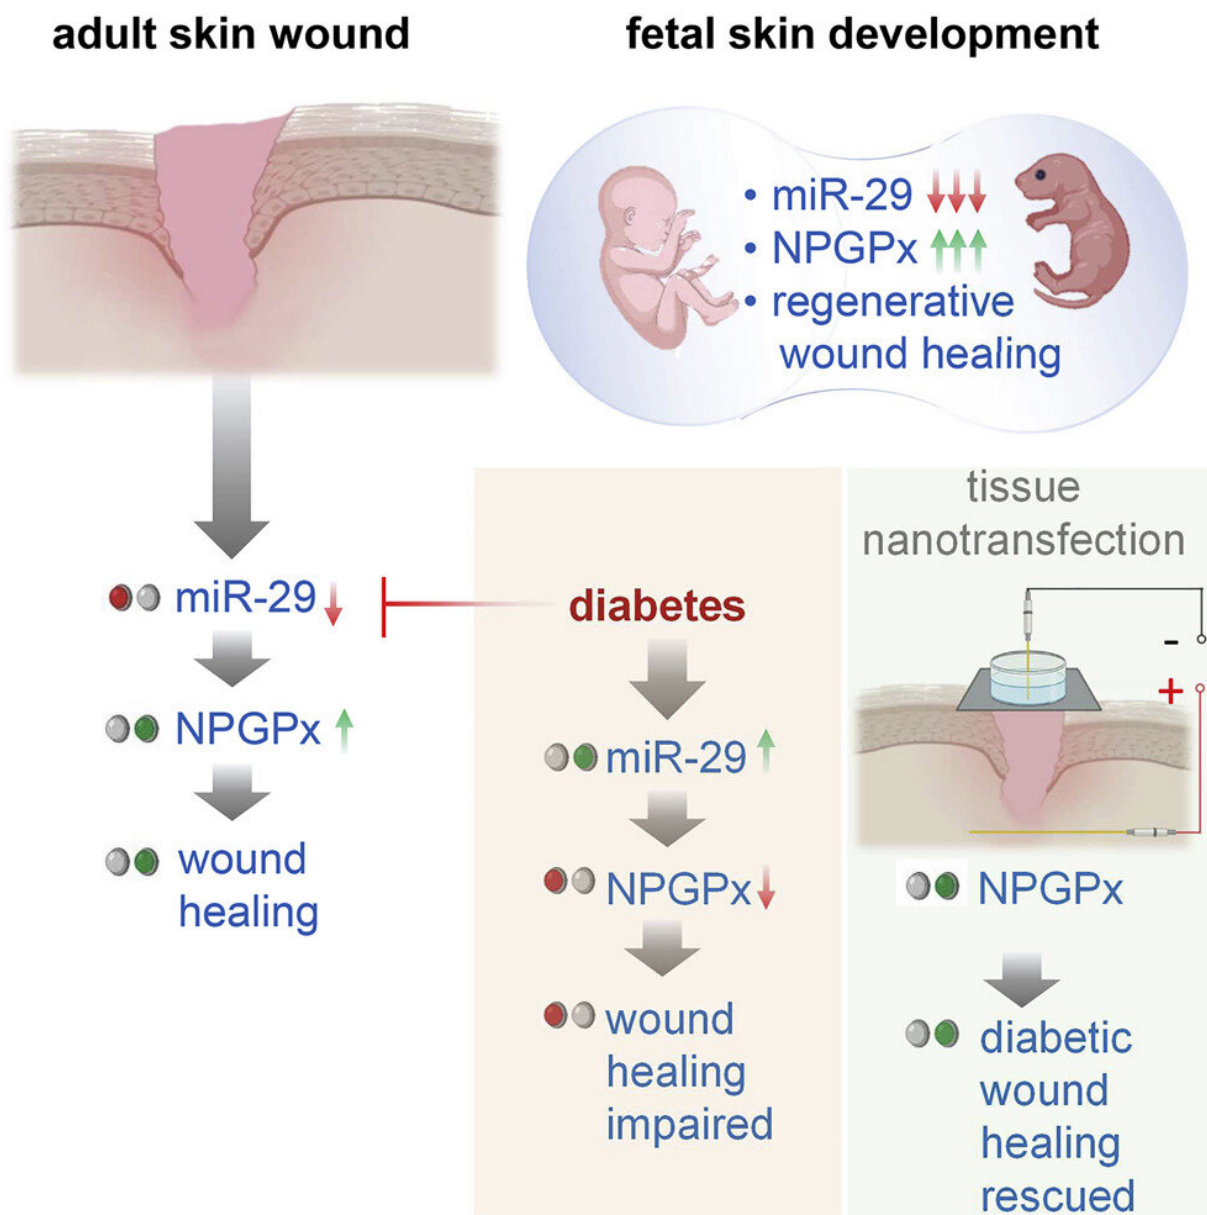 adult skin wound
fetal skin development
• miR-29 ↓↓↓
• NPGPx ↑↑↑
• regenerative
wound healing
miR-29 ↓
NPGPx ↑
wound
healing
diabetes
miR-29 ↑
NPGPx ↓
wound
healing
impaired
tissue
nanotransfection
-
+
NPGPx
diabetic
wound
healing
rescued